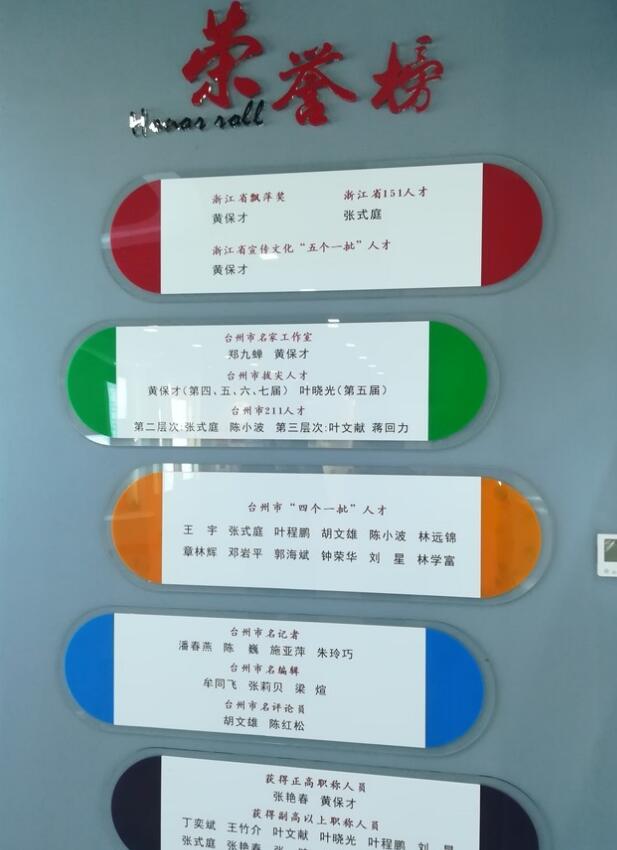 荣誉榜
Honor roll
浙江省飘萍奖 浙江省151人才
黄保才 张式庭
浙江省宣传文化“五个一批”人才
黄保才
台州市名家工作室
郑九蝉 黄保才
台州市拔尖人才
黄保才(第四、五、六、七届) 叶晓光(第五届)
台州市211人才
第二层次:张式庭 陈小波 第三层次:叶文献 蒋回力
台州市“四个一批”人才
王 宇 张式庭 叶程鹏 胡文雄 陈小波 林远锦
章林辉 邓岩平 郭海斌 钟荣华 刘 星 林学富
台州市名记者
潘春燕 陈 巍 施亚萍 朱玲巧
台州市名编辑
牟同飞 张莉贝 梁 煊
台州市名评论员
胡文雄 陈红松
获得正高职称人员
张艳春 黄保才
获得副高以上职称人员
丁奕斌 王竹介 叶文献 叶晓光 叶程鹏 刘 星
张式庭 张艳春 张